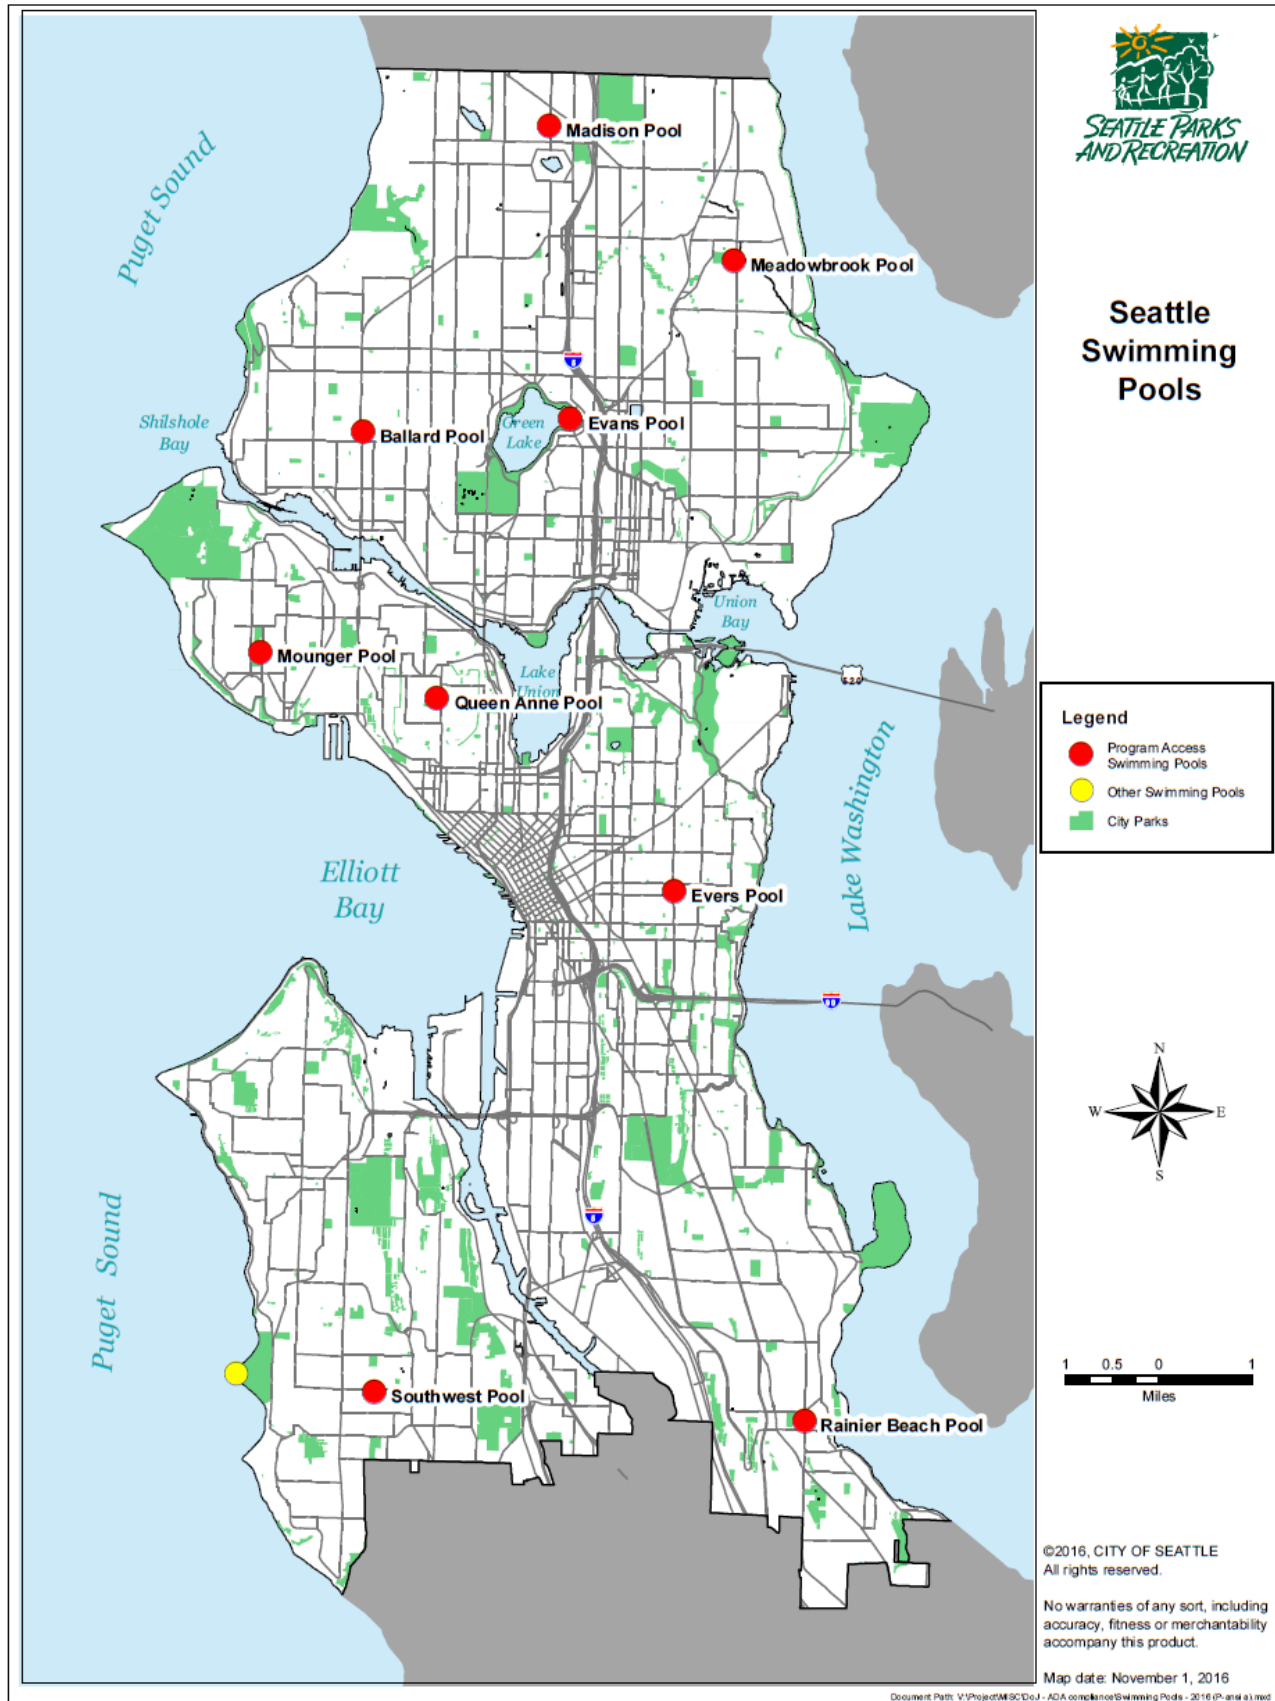 SEATTLE PARKS
AND RECREATION
Seattle
Swimming
Pools
Puget Sound
Madison Pool
Meadowbrook Pool
5
Shilshole
Bay
Ballard Pool
Green
Lake
Evans Pool
Union
Bay
Mounger Pool
Lake
Union
520
Queen Anne Pool
Lake Washington
Elliott
Bay
Evers Pool
90
5
Puget Sound
Southwest Pool
Rainier Beach Pool
Legend
Program Access
Swimming Pools
Other Swimming Pools
City Parks
N
W E
S
1 0.5 0 1
Miles
©2016, CITY OF SEATTLE
All rights reserved.
No warranties of any sort, including
accuracy, fitness or merchantability
accompany this product.
Map date: November 1, 2016